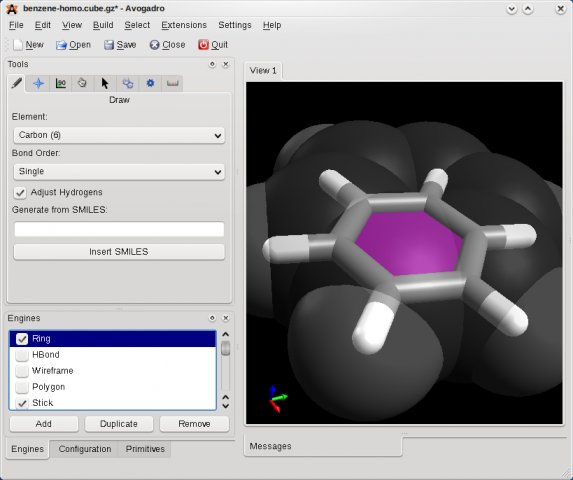 benzene-homo.cube.gz* - Avogadro
File Edit View Build Select Extensions Settings Help
New Open Save Close Quit
Tools
Draw
Element:
Carbon (6)
Bond Order:
Single
Adjust Hydrogens
Generate from SMILES:
Insert SMILES
Engines
Ring
HBond
Wireframe
Polygon
Stick
Add Duplicate Remove
Engines Configuration Primitives
View 1
Messages